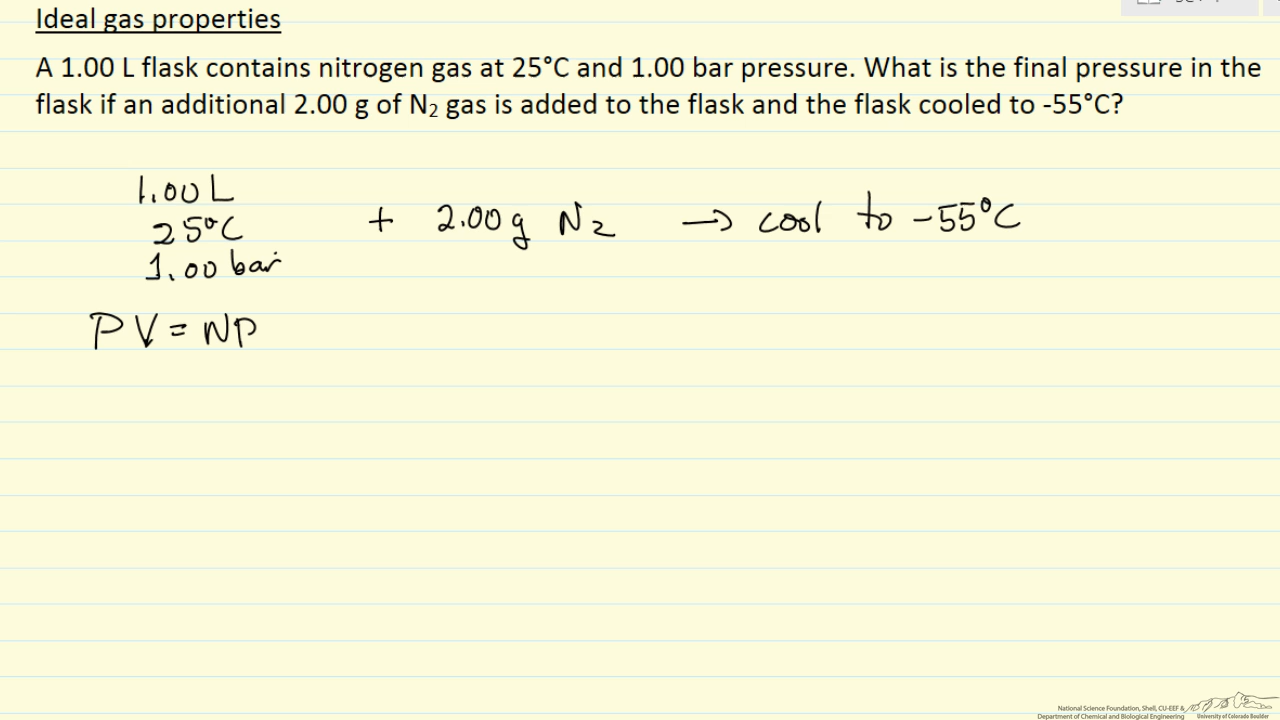 Ideal gas properties
A 1.00 L flask contains nitrogen gas at 25°C and 1.00 bar pressure. What is the final pressure in the
flask if an additional 2.00 g of N₂ gas is added to the flask and the flask cooled to -55°C?
1.00 L
25°C + 2.00 g N₂ → cool to -55°C
1.00 bar
PV = NP
National Science Foundation, Shell, CU-EEF &
Department of Chemical and Biological Engineering University of Colorado Boulder